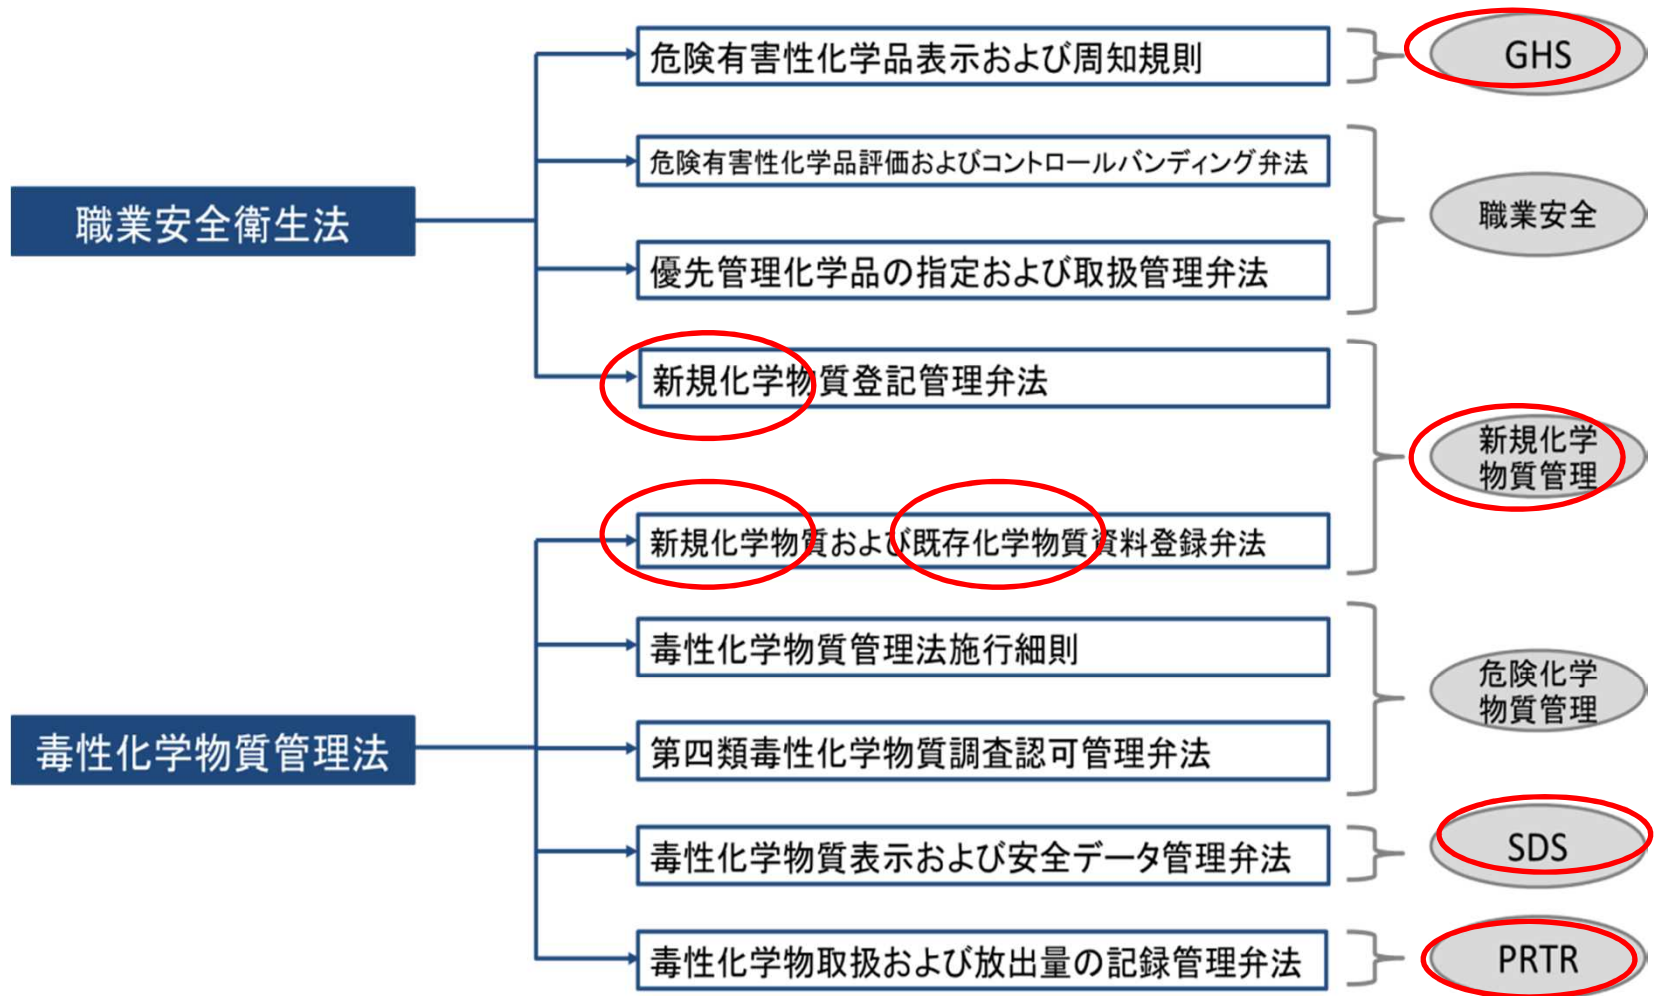 危険有害性化学品表示および周知規則
GHS
危険有害性化学品評価およびコントロールバンディング弁法
職業安全
職業安全衛生法
優先管理化学品の指定および取扱管理弁法
新規化学物質登記管理弁法
新規化学
物質管理
新規化学物質および既存化学物質資料登録弁法
毒性化学物質管理法施行細則
危険化学
物質管理
毒性化学物質管理法
第四類毒性化学物質調査認可管理弁法
毒性化学物質表示および安全データ管理弁法
SDS
毒性化学物取扱および放出量の記録管理弁法
PRTR